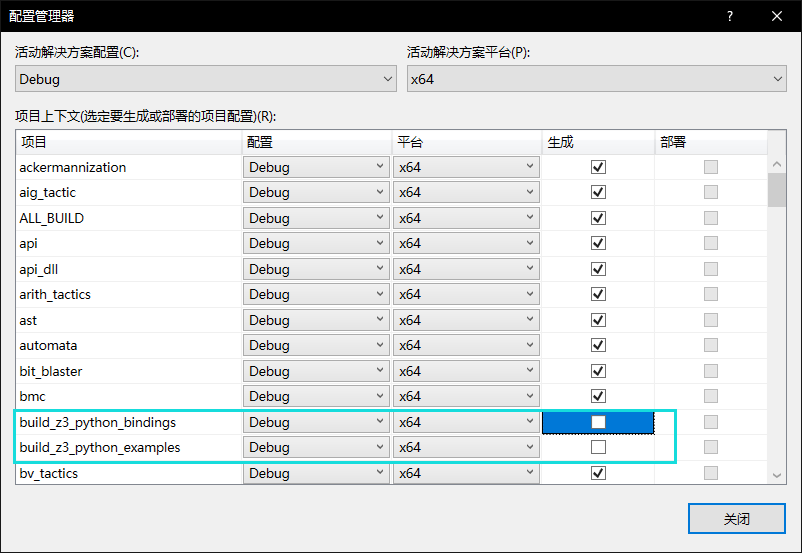 配置管理器
活动解决方案配置(C): 活动解决方案平台(P):
Debug x64
项目上下文(选定要生成或部署的项目配置)(R):
项目 配置 平台 生成 部署
ackermannization Debug x64
aig_tactic Debug x64
ALL_BUILD Debug x64
api Debug x64
api_dll Debug x64
arith_tactics Debug x64
ast Debug x64
automata Debug x64
bit_blaster Debug x64
bmc Debug x64
build_z3_python_bindings Debug x64
build_z3_python_examples Debug x64
bv_tactics Debug x64
关闭